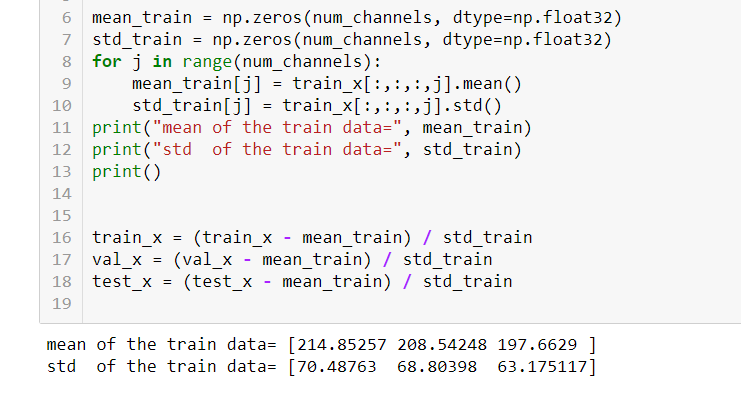 6 mean_train = np.zeros(num_channels, dtype=np.float32)
7 std_train = np.zeros(num_channels, dtype=np.float32)
8 for j in range(num_channels):
9     mean_train[j] = train_x[:,:,:,j].mean()
10     std_train[j] = train_x[:,:,:,j].std()
11 print("mean of the train data=", mean_train)
12 print("std  of the train data=", std_train)
13 print()
14
15
16 train_x = (train_x - mean_train) / std_train
17 val_x = (val_x - mean_train) / std_train
18 test_x = (test_x - mean_train) / std_train
19
mean of the train data= [214.85257 208.54248 197.6629 ]
std  of the train data= [70.48763  68.80398  63.175117]